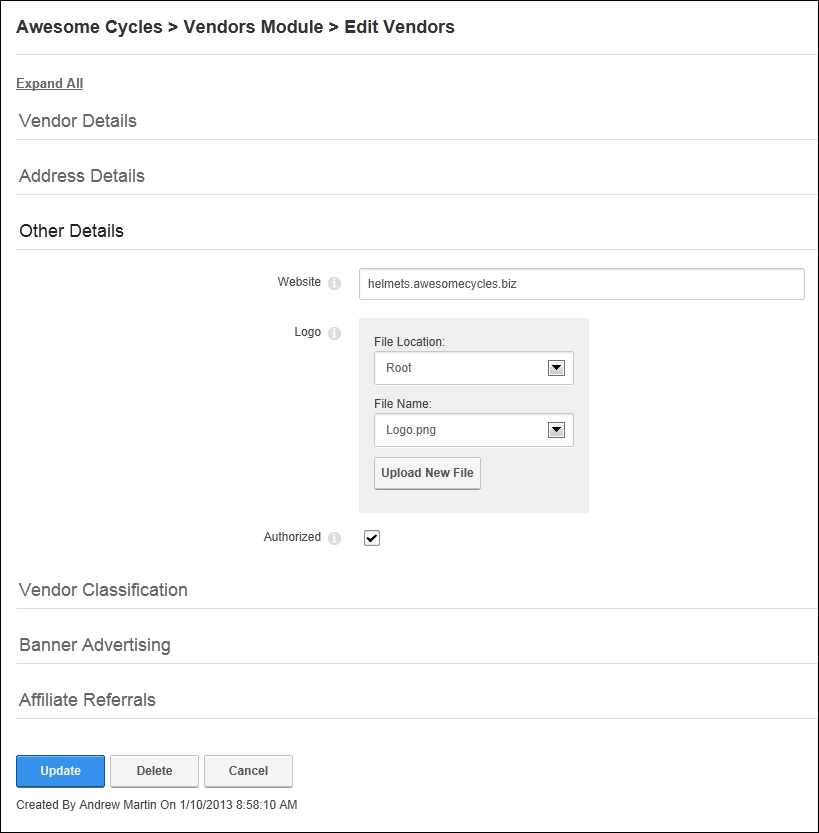 Awesome Cycles > Vendors Module > Edit Vendors
Expand All
Vendor Details
Address Details
Other Details
Website
helmets.awesomecycles.biz
Logo
File Location:
Root
File Name:
Logo.png
Upload New File
Authorized
Vendor Classification
Banner Advertising
Affiliate Referrals
Update Delete Cancel
Created By Andrew Martin On 1/10/2013 8:58:10 AM